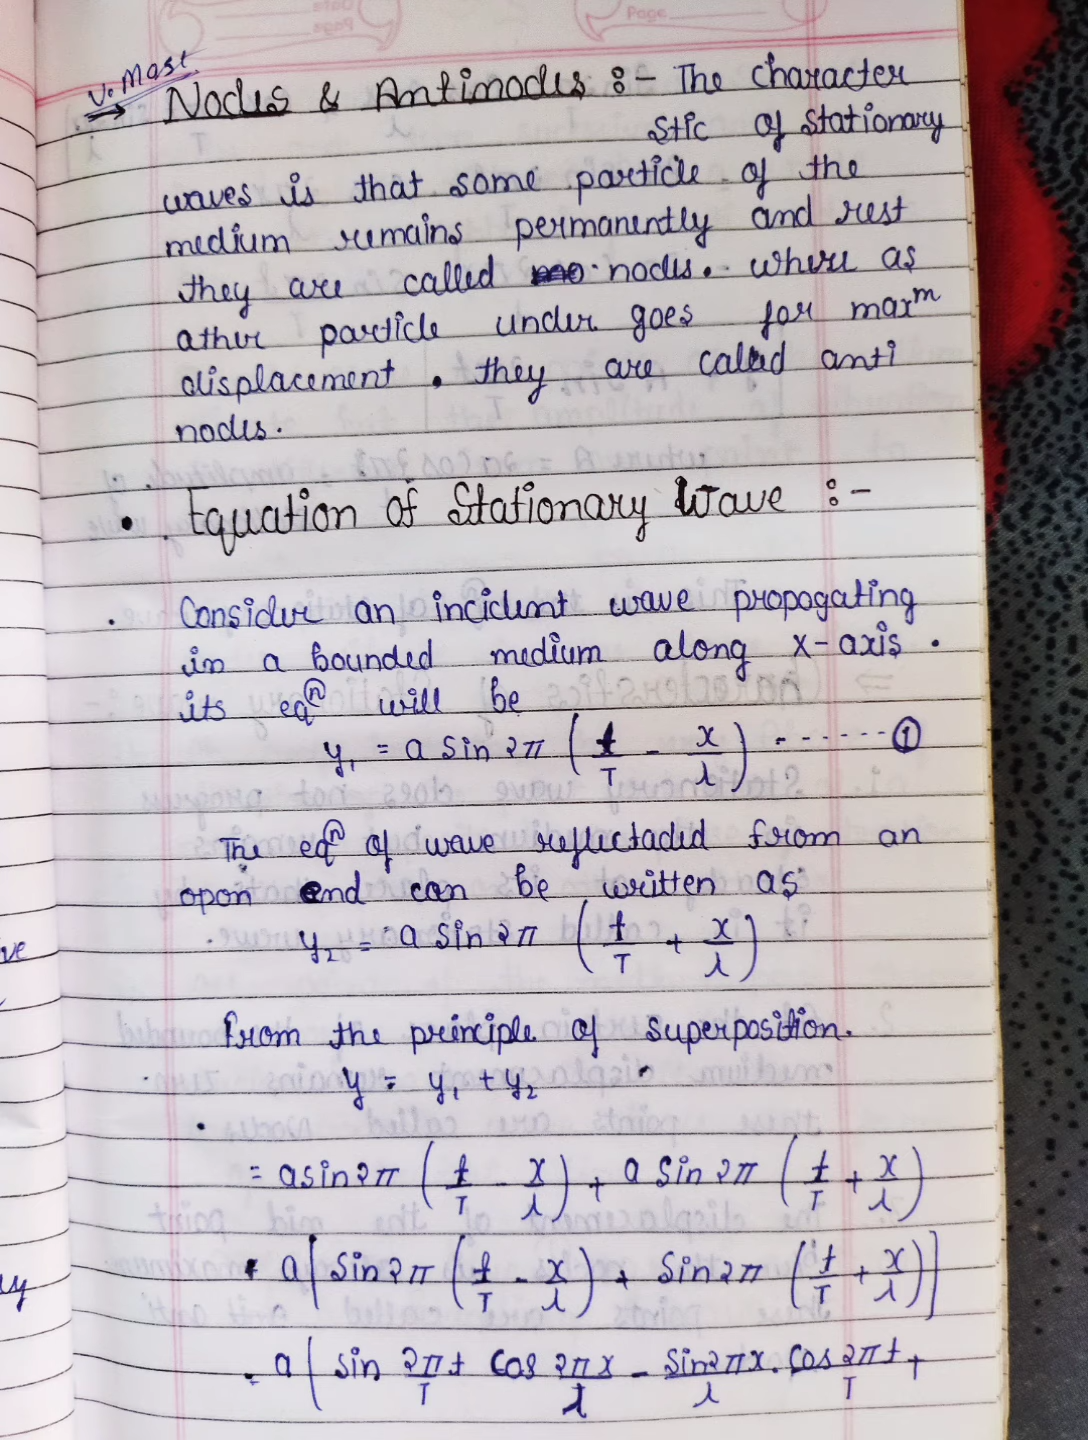 Page
V. Mast.
→ Nodes & Antinodes :- The character
stic of stationary
waves is that some particle of the
medium remains permanently and rest
they are called nodes. where as
other particle under goes for maxᵐ
displacement. they are called anti
nodes.
• Equation of Stationary Wave :-
Consider an incident wave propogating
in a bounded medium along x-axis.
its eqⁿ will be
y₁ = a sin 2π (t/T - x/λ) ------- ①
The eqⁿ of wave reflectaded from an
opon end can be written as
y₂ = a sin 2π (t/T + x/λ)
From the principle of superposition.
y = y₁ + y₂
= a sin 2π (t/T - x/λ) + a sin 2π (t/T + x/λ)
= a [sin 2π (t/T - x/λ) + sin 2π (t/T + x/λ)]
= a [sin 2πt/T cos 2πx/λ - sin 2πx/λ . cos 2πt/T +